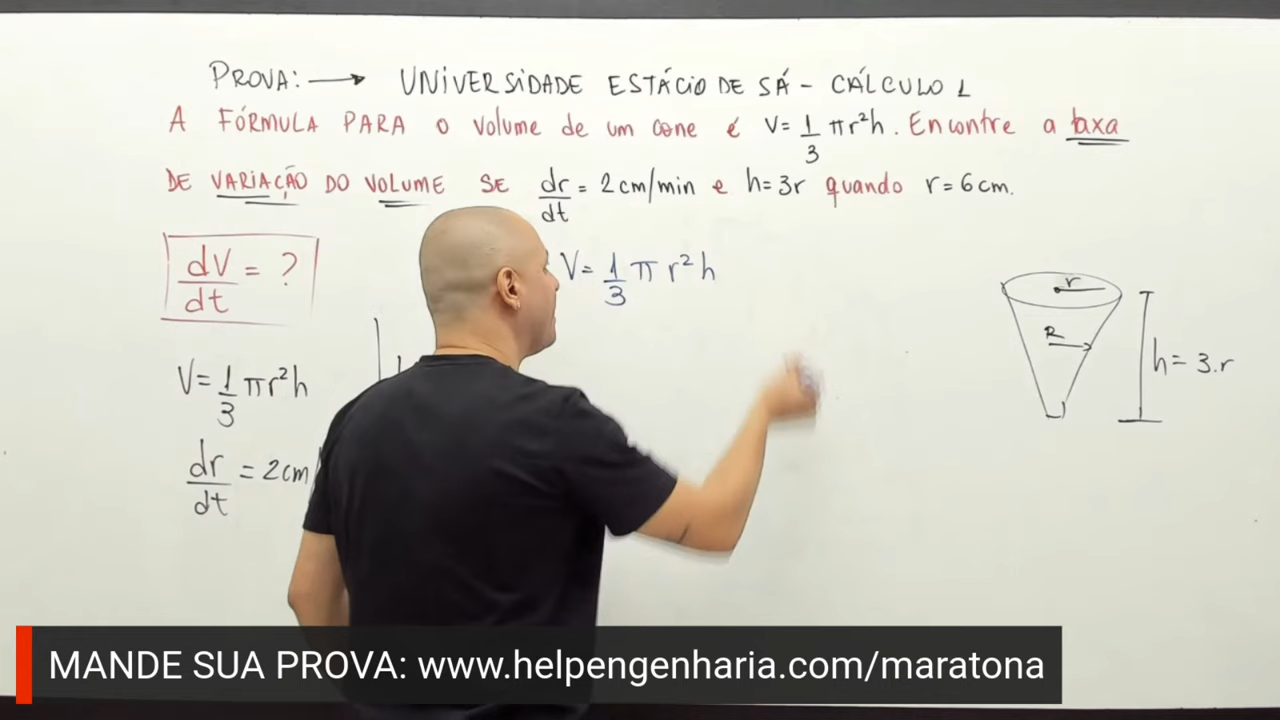 PROVA: → UNIVERSIDADE ESTÁCIO DE SÁ - CÁLCULO 1
A FÓRMULA PARA O VOLUME DE UM CONE É V = 1/3 πr²h. ENCONTRE A TAXA
DE VARIAÇÃO DO VOLUME SE dr/dt = 2cm/min e h=3r quando r=6cm.
dV/dt = ?
V = 1/3 π r²h
r
R
h = 3.r
V = 1/3 πr²h
dr/dt = 2cm
MANDE SUA PROVA: www.helpengenharia.com/maratona